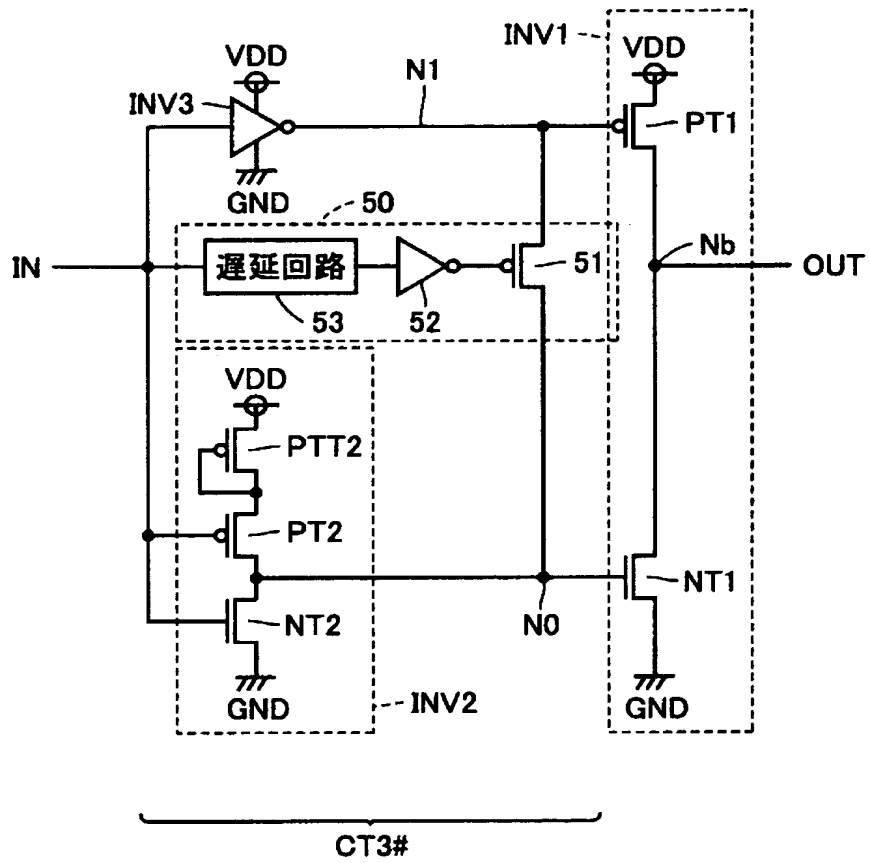 INV1
VDD
VDD
N1
INV3
PT1
GND
50
Nb
IN
遅延回路
51
OUT
53
52
VDD
PTT2
PT2
NT1
NT2
N0
GND
INV2
GND
CT3#